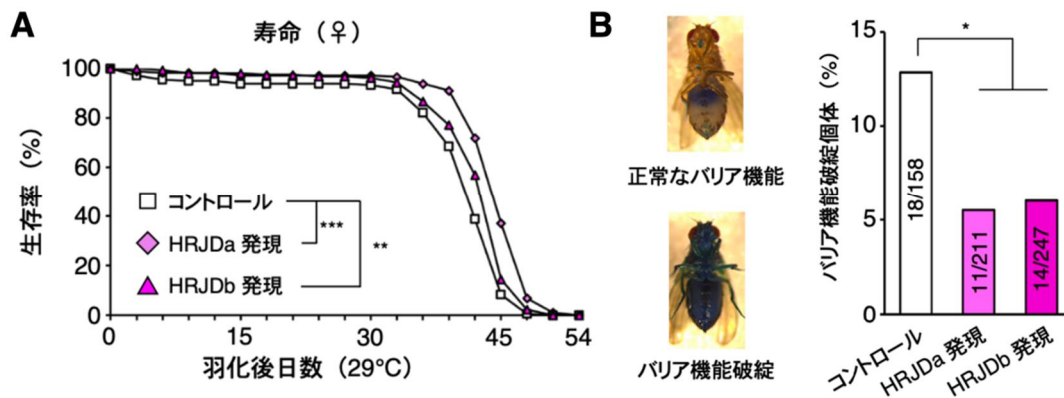 A
寿命（♀）
生存率（%）
100
80
60
40
20
0
コントロール
HRJDa 発現
HRJDb 発現
***
**
0
15
30
45
54
羽化後日数（29°C）
B
正常なバリア機能
バリア機能破綻
バリア機能破綻個体（%）
15
10
5
0
*
18/158
11/211
14/247
コントロール
HRJDa 発現
HRJDb 発現